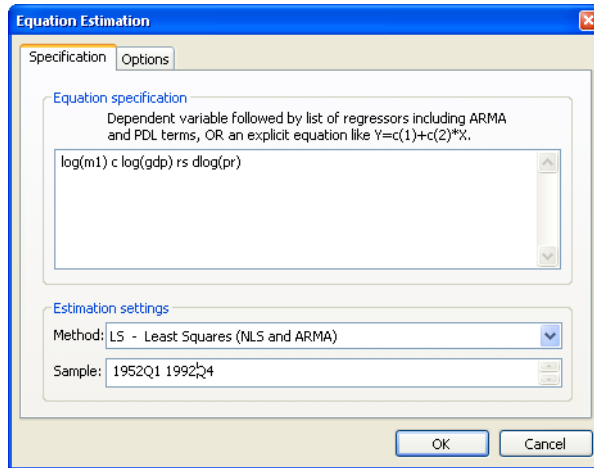 Equation Estimation
Specification Options
Equation specification
Dependent variable followed by list of regressors including ARMA
and PDL terms, OR an explicit equation like Y=c(1)+c(2)*X.
log(m1) c log(gdp) rs dlog(pr)
Estimation settings
Method: LS - Least Squares (NLS and ARMA)
Sample: 1952Q1 1992Q4
OK Cancel